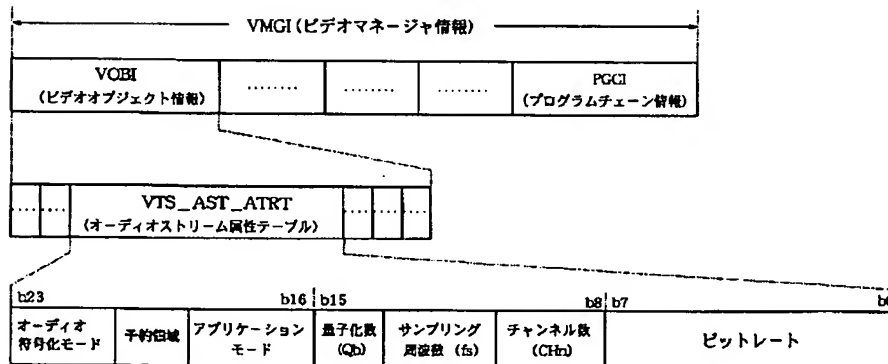 VMGI(ビデオマネージャ情報)
VOBI
(ビデオオブジェクト情報)
........
........
........
PGCI
(プログラムチェーン情報)
VTS_AST_ATRT
(オーディオストリーム属性テーブル)
b23 b16 b15 b8 b7 b0
オーディオ
符号化モード
予約領域
アプリケーション
モード
量子化数
(Qb)
サンプリング
周波数 (fs)
チャンネル数
(CHn)
ビットレート